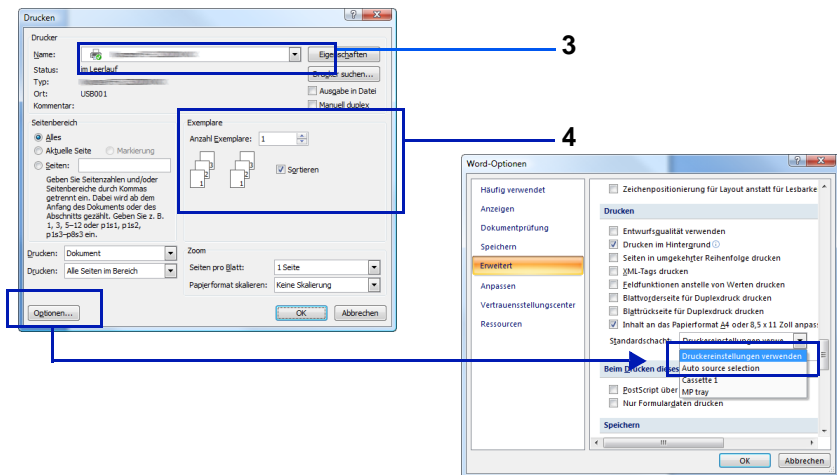 Drucken
Drucker
Name:
Eigenschaften
Status: im Leerlauf
Drucker suchen...
Typ:
Ort: USB001
Ausgabe in Datei
Kommentar:
Manuell duplex
3
Seitenbereich
Alles
Aktuelle Seite Markierung
Seiten:
Geben Sie Seitenzahlen und/oder
Seitenbereiche durch Kommas
getrennt ein. Dabei wird ab dem
Anfang des Dokuments oder des
Abschnitts gezählt. Geben Sie z. B.
1, 3, 5–12 oder p1s1, p1s2,
p1s3–p8s3 ein.
Exemplare
Anzahl Exemplare: 1
3
2
1
3
2
1
Sortieren
4
Drucken: Dokument
Drucken: Alle Seiten im Bereich
Zoom
Seiten pro Blatt: 1 Seite
Papierformat skalieren: Keine Skalierung
Optionen...
OK
Abbrechen
Word-Optionen
Häufig verwendet
Anzeigen
Dokumentprüfung
Speichern
Erweitert
Anpassen
Vertrauensstellungscenter
Ressourcen
Zeichenpositionierung für Layout anstatt für Lesbarke
Drucken
Entwurfsqualität verwenden
Drucken im Hintergrund
Seiten in umgekehrter Reihenfolge drucken
XML-Tags drucken
Feldfunktionen anstelle von Werten drucken
Blattvorderseite für Duplexdruck drucken
Blattrückseite für Duplexdruck drucken
Inhalt an das Papierformat A4 oder 8,5 x 11 Zoll anpas
Standardschacht: Druckereinstellungen verwe
Druckereinstellungen verwenden
Auto source selection
Cassette 1
MP tray
Beim Drucken dieses
PostScript über
Nur Formulardaten drucken
Speichern
OK
Abbrechen